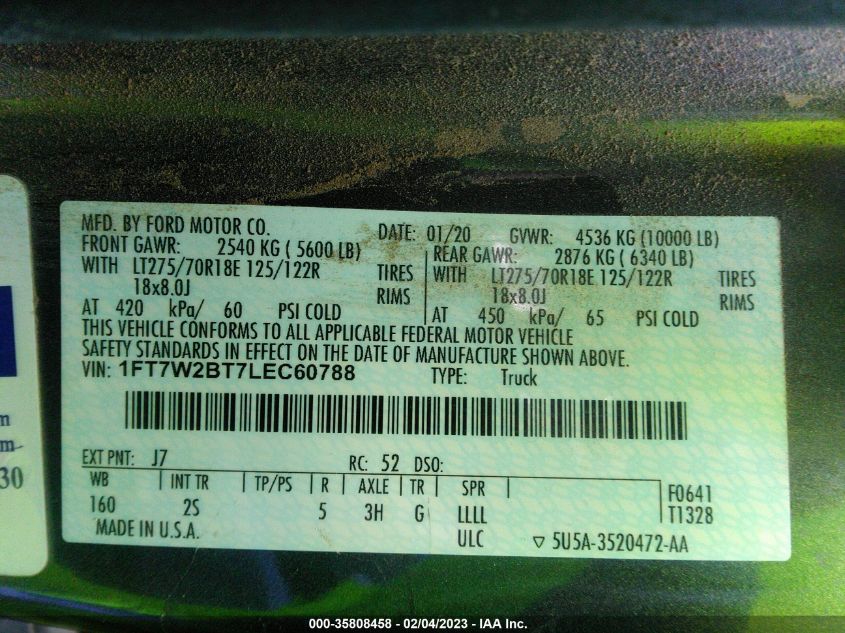 MFD. BY FORD MOTOR CO. DATE: 01/20 GVWR: 4536 KG (10000 LB)
FRONT GAWR: 2540 KG ( 5600 LB) REAR GAWR: 2876 KG ( 6340 LB)
WITH LT275/70R18E 125/122R TIRES WITH LT275/70R18E 125/122R TIRES
18x8.0J RIMS 18x8.0J RIMS
AT 420 kPa/ 60 PSI COLD AT 450 kPa/ 65 PSI COLD
THIS VEHICLE CONFORMS TO ALL APPLICABLE FEDERAL MOTOR VEHICLE
SAFETY STANDARDS IN EFFECT ON THE DATE OF MANUFACTURE SHOWN ABOVE.
VIN: 1FT7W2BT7LEC60788 TYPE: Truck
EXT PNT: J7 RC: 52 DSO:
WB INT TR TP/PS R AXLE TR SPR F0641
160 2S 5 3H G LLLL T1328
MADE IN U.S.A. ULC ▽ 5U5A-3520472-AA
m
m
30
000-35808458 - 02/04/2023 - IAA Inc.